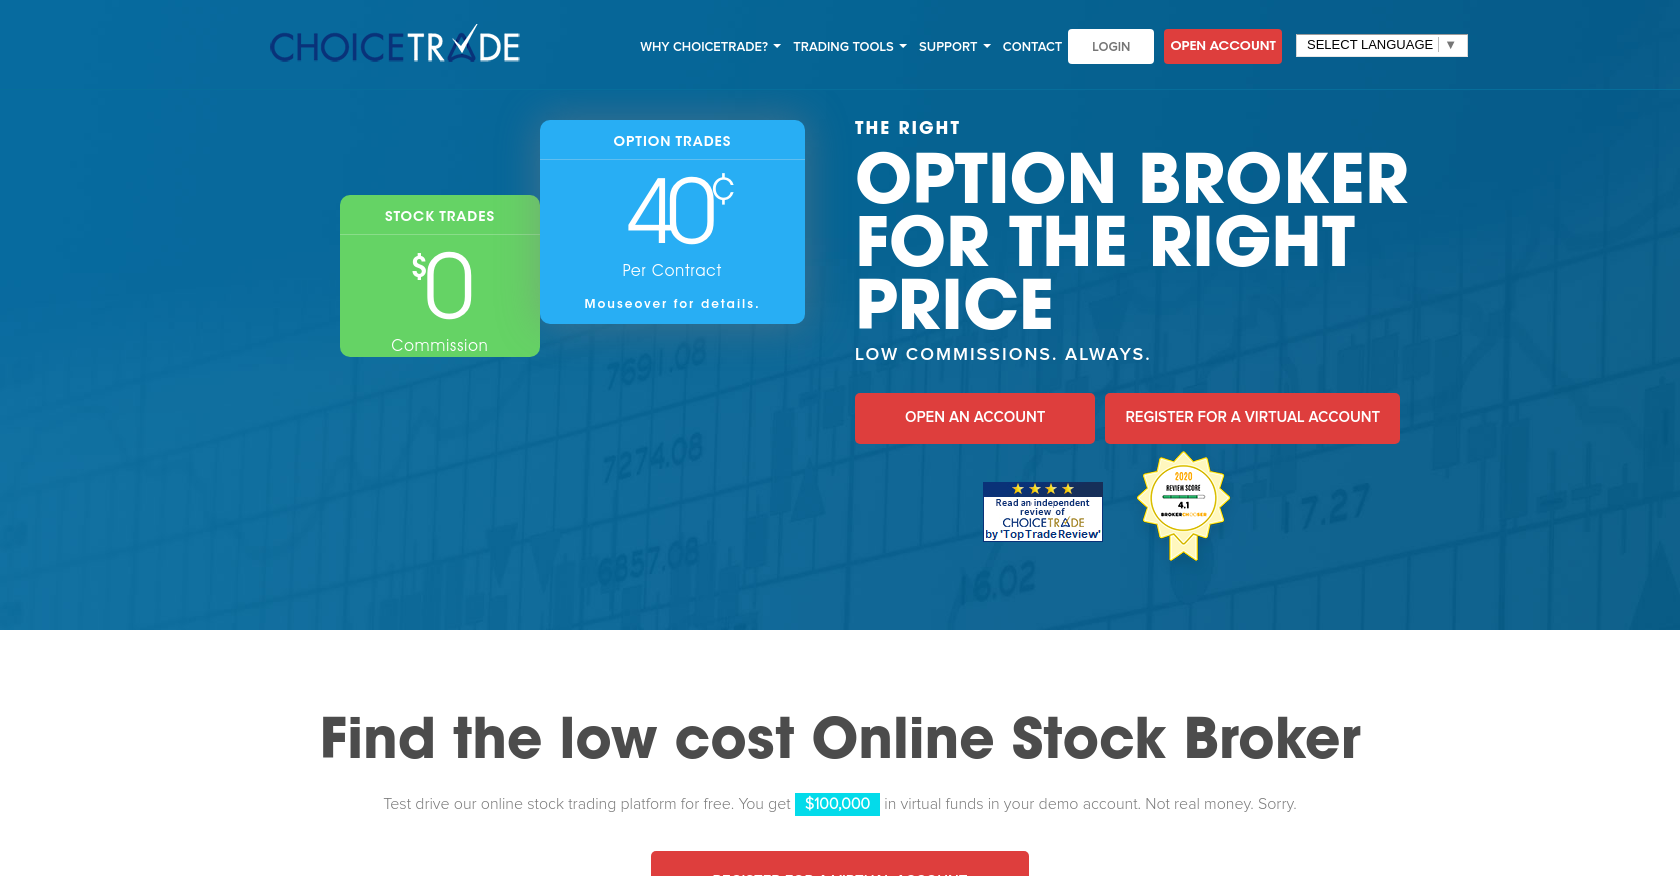 CHOICETRADE
WHY CHOICETRADE? TRADING TOOLS SUPPORT CONTACT LOGIN OPEN ACCOUNT SELECT LANGUAGE ▼
STOCK TRADES
$0
Commission
OPTION TRADES
40¢
Per Contract
Mouseover for details.
THE RIGHT
OPTION BROKER
FOR THE RIGHT
PRICE
LOW COMMISSIONS. ALWAYS.
OPEN AN ACCOUNT
REGISTER FOR A VIRTUAL ACCOUNT
Read an independent
review of
CHOICETRADE
by 'TopTradeReview'
2020
REVIEW SCORE
4.1
BROKERCHOOSER
7691.08
7274.08
6857.08
16.02
17.27
Find the low cost Online Stock Broker
Test drive our online stock trading platform for free. You get $100,000 in virtual funds in your demo account. Not real money. Sorry.
REGISTER FOR A VIRTUAL ACCOUNT